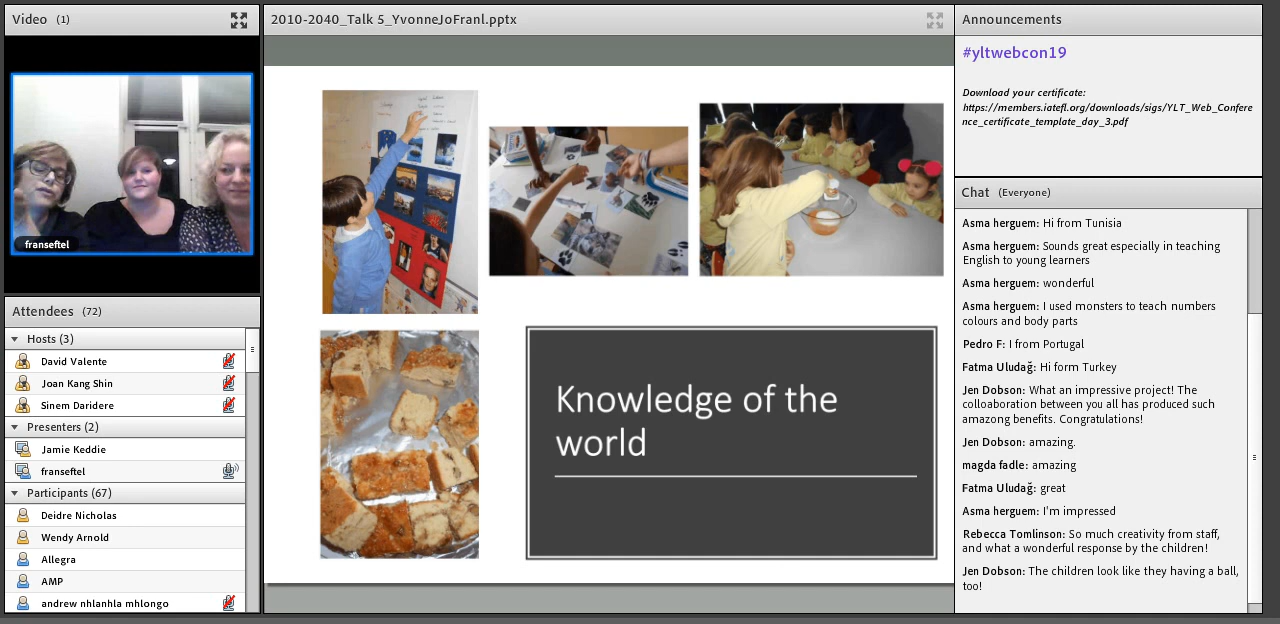 Video (1)
franseftel
Attendees (72)
Hosts (3)
David Valente
Joan Kang Shin
Sinem Daridere
Presenters (2)
Jamie Keddie
franseftel
Participants (67)
Deidre Nicholas
Wendy Arnold
Allegra
AMP
andrew nhlanhla mhlongo
2010-2040_Talk 5_YvonneJoFranl.pptx
Knowledge of the
world
Announcements
#yltwebcon19
Download your certificate:
https://members.iatefl.org/downloads/sigs/YLT_Web_Confere
nce_certificate_template_day_3.pdf
Chat (Everyone)
Asma herguem: Hi from Tunisia
Asma herguem: Sounds great especially in teaching
English to young learners
Asma herguem: wonderful
Asma herguem: I used monsters to teach numbers
colours and body parts
Pedro F: I from Portugal
Fatma Uludağ: Hi form Turkey
Jen Dobson: What an impressive project! The
colloaboration between you all has produced such
amazong benefits. Congratulations!
Jen Dobson: amazing.
magda fadle: amazing
Fatma Uludağ: great
Asma herguem: I'm impressed
Rebecca Tomlinson: So much creativity from staff,
and what a wonderful response by the children!
Jen Dobson: The children look like they having a ball,
too!